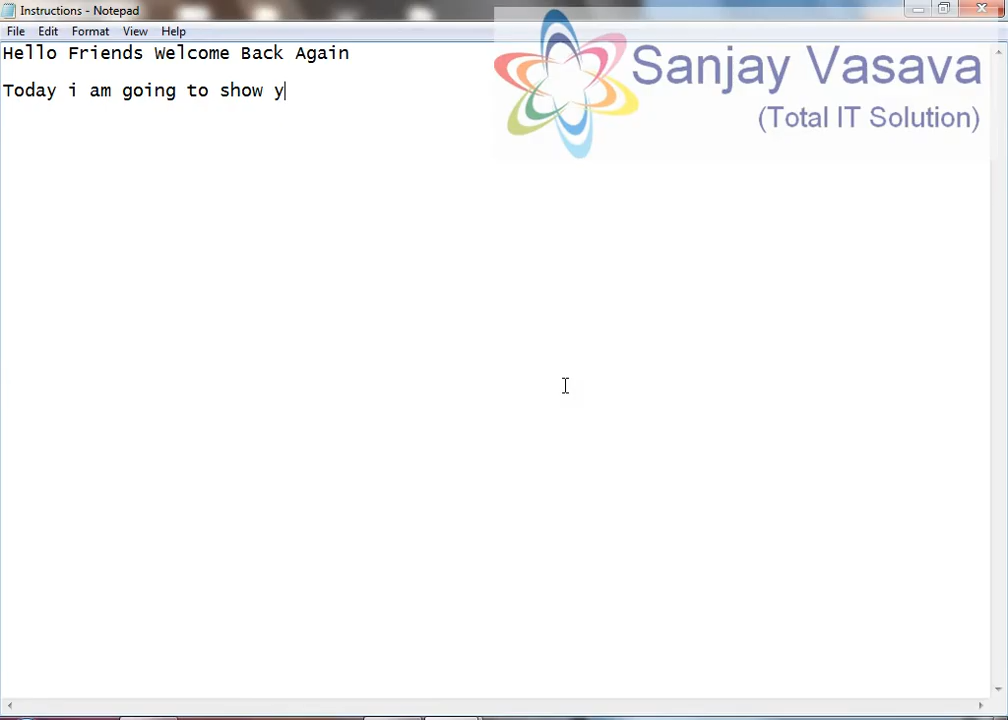 Instructions - Notepad
File Edit Format View Help
Hello Friends Welcome Back Again
Today i am going to show y
Sanjay Vasava
(Total IT Solution)